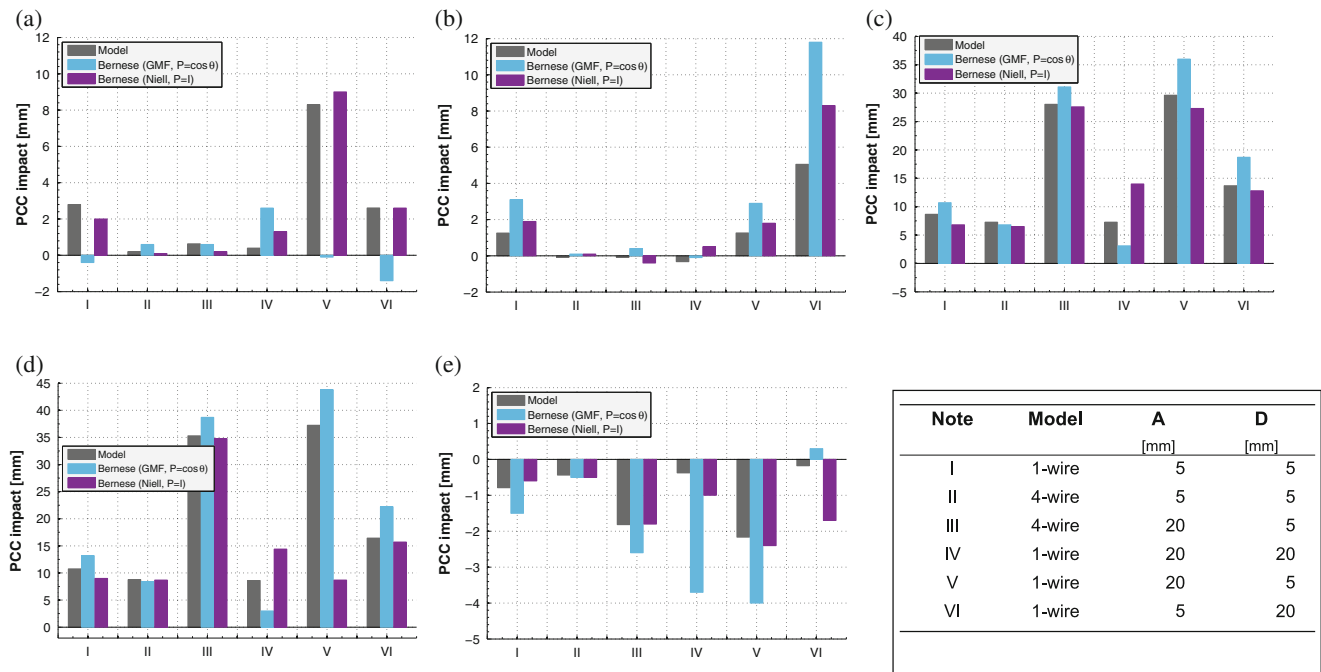 (a)
12
10
8
6
4
2
0
−2
PCC impact [mm]
Model
Bernese (GMF, P=cos θ)
Bernese (Niell, P=I)
I II III IV V VI
(b)
12
10
8
6
4
2
0
−2
PCC impact [mm]
Model
Bernese (GMF, P=cos θ)
Bernese (Niell, P=I)
I II III IV V VI
(c)
40
35
30
25
20
15
10
5
0
−5
PCC impact [mm]
Model
Bernese (GMF, P=cos θ)
Bernese (Niell, P=I)
I II III IV V VI
(d)
45
40
35
30
25
20
15
10
5
0
PCC impact [mm]
Model
Bernese (GMF, P=cos θ)
Bernese (Niell, P=I)
I II III IV V VI
(e)
2
1
0
−1
−2
−3
−4
−5
PCC impact [mm]
Model
Bernese (GMF, P=cos θ)
Bernese (Niell, P=I)
I II III IV V VI
Note Model A D
[mm] [mm]
I 1-wire 5 5
II 4-wire 5 5
III 4-wire 20 5
IV 1-wire 20 20
V 1-wire 20 5
VI 1-wire 5 20